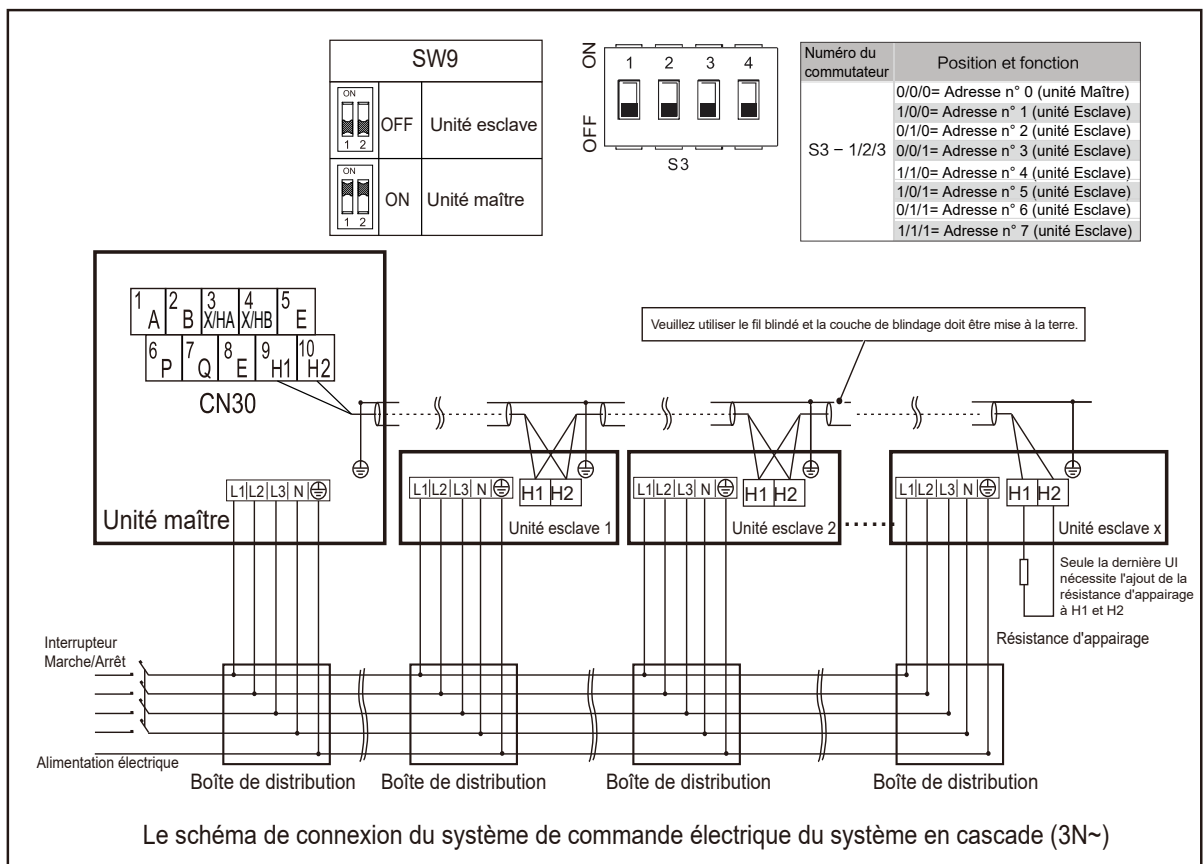 SW9
ON
1 2
OFF
Unité esclave
ON
1 2
ON
Unité maître
ON
OFF
1 2 3 4
S3
Numéro du
commutateur
Position et fonction
S3 – 1/2/3
0/0/0= Adresse n° 0 (unité Maître)
1/0/0= Adresse n° 1 (unité Esclave)
0/1/0= Adresse n° 2 (unité Esclave)
0/0/1= Adresse n° 3 (unité Esclave)
1/1/0= Adresse n° 4 (unité Esclave)
1/0/1= Adresse n° 5 (unité Esclave)
0/1/1= Adresse n° 6 (unité Esclave)
1/1/1= Adresse n° 7 (unité Esclave)
1 A 2 B 3 X/HA 4 X/HB 5 E
6 P 7 Q 8 E 9 H1 10 H2
CN30
Veuillez utiliser le fil blindé et la couche de blindage doit être mise à la terre.
L1 L2 L3 N
Unité maître
L1 L2 L3 N
H1 H2
Unité esclave 1
L1 L2 L3 N
H1 H2
Unité esclave 2
L1 L2 L3 N
H1 H2
Unité esclave x
Seule la dernière UI
nécessite l'ajout de la
résistance d'appairage
à H1 et H2
Résistance d'appairage
Interrupteur
Marche/Arrêt
Alimentation électrique
Boîte de distribution
Boîte de distribution
Boîte de distribution
Boîte de distribution
Le schéma de connexion du système de commande électrique du système en cascade (3N~)